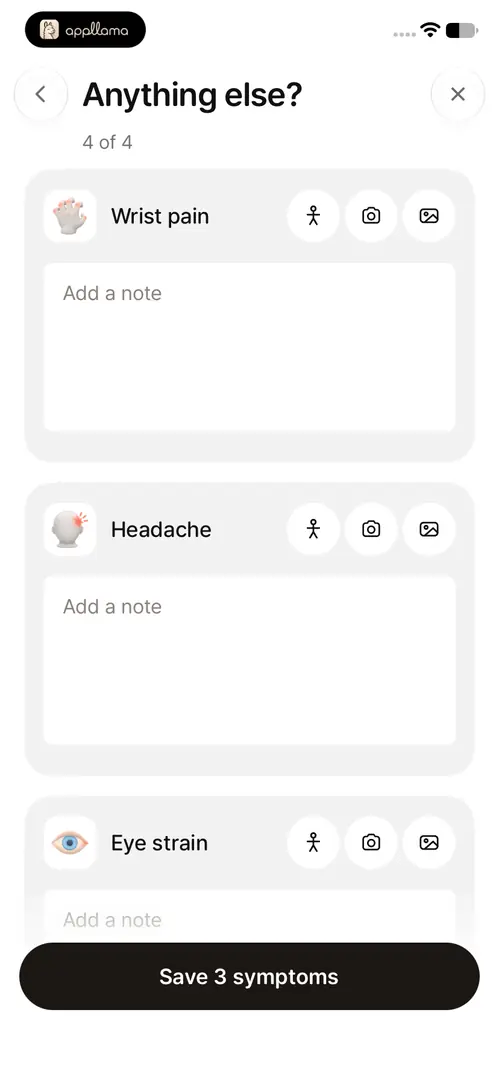 appllama
Anything else?
4 of 4
Wrist pain
Add a note
Headache
Add a note
Eye strain
Add a note
Save 3 symptoms